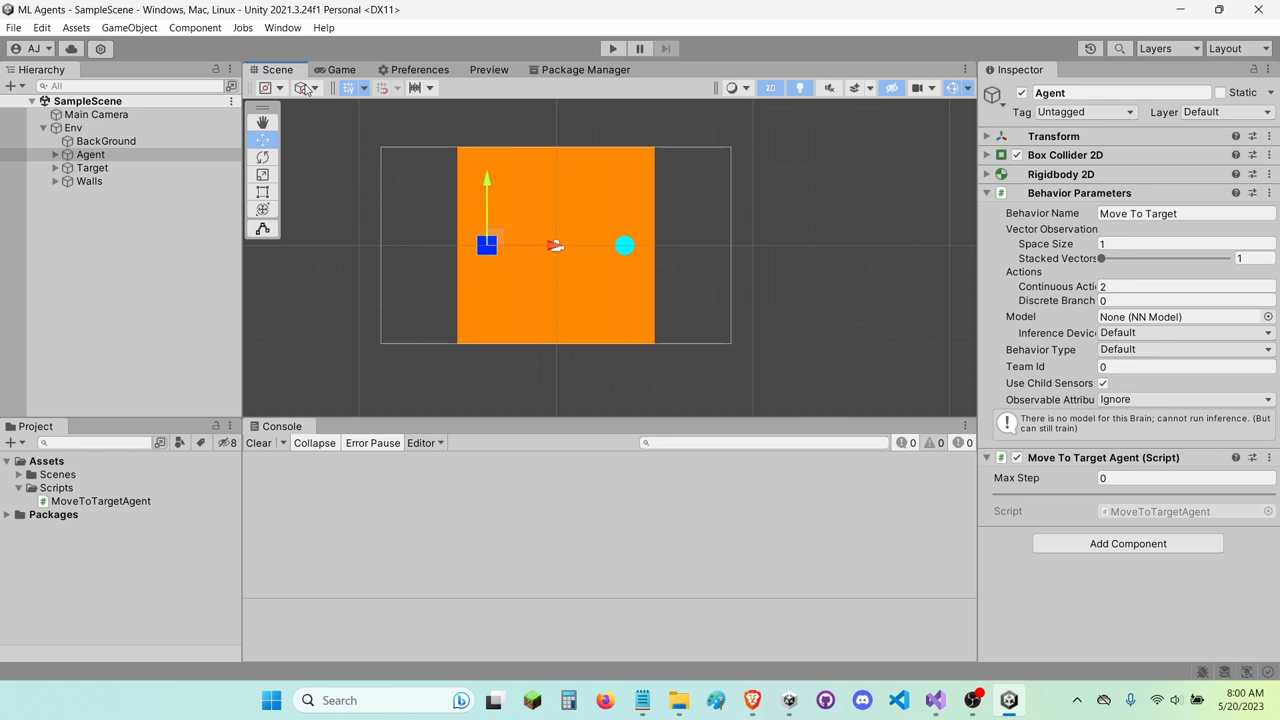 ML Agents - SampleScene - Windows, Mac, Linux - Unity 2021.3.24f1 Personal <DX11>
File Edit Assets GameObject Component Jobs Window Help
AJ Layers Layout
Hierarchy
All
SampleScene
Main Camera
Env
BackGround
Agent
Target
Walls
Scene Game Preferences Preview Package Manager
2D
Inspector
Agent Static
Tag Untagged Layer Default
Transform
Box Collider 2D
Rigidbody 2D
Behavior Parameters
Behavior Name Move To Target
Vector Observation
Space Size 1
Stacked Vectors 1
Actions
Continuous Acti 2
Discrete Branch 0
Model None (NN Model)
Inference Devic Default
Behavior Type Default
Team Id 0
Use Child Sensors
Observable Attribu Ignore
There is no model for this Brain; cannot run inference. (But
can still train)
Move To Target Agent (Script)
Max Step 0
Script MoveToTargetAgent
Add Component
Project
8
Assets
Scenes
Scripts
MoveToTargetAgent
Packages
Console
Clear Collapse Error Pause Editor 0 0 0
Search
8:00 AM
5/20/2023